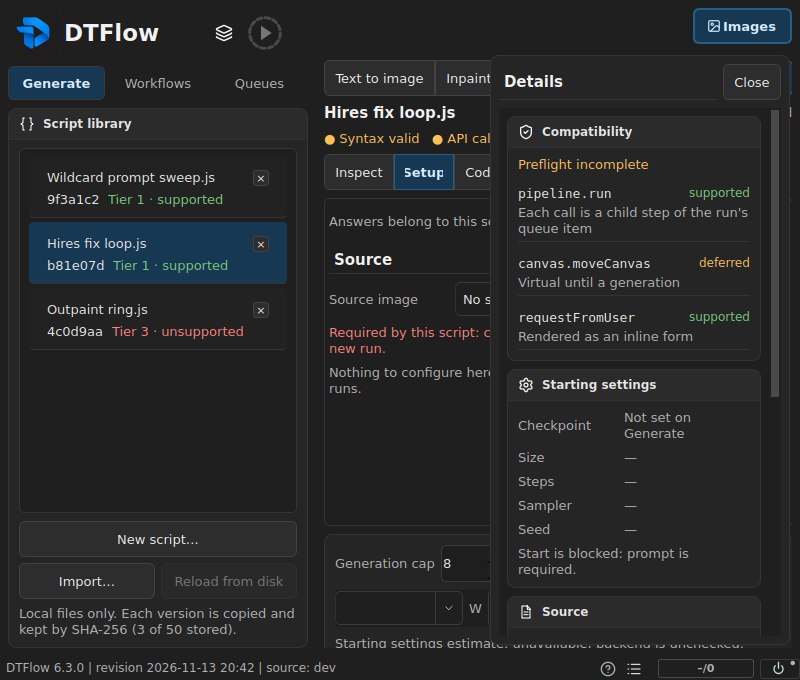 DTFlow
Images
Generate
Workflows
Queues
Script library
Wildcard prompt sweep.js
9f3a1c2 Tier 1 · supported
Hires fix loop.js
b81e07d Tier 1 · supported
Outpaint ring.js
4c0d9aa Tier 3 · unsupported
New script...
Import...
Reload from disk
Local files only. Each version is copied and
kept by SHA-256 (3 of 50 stored).
Text to image
Inpaint
Hires fix loop.js
Syntax valid
API cal
Inspect
Setup
Cod
Answers belong to this s
Source
Source image
No s
Required by this script: c
new run.
Nothing to configure here
runs.
Generation cap
8
W
Starting settings estimate: unavailable: backend is unchecked.
Details
Close
Compatibility
Preflight incomplete
pipeline.run
supported
Each call is a child step of the run's
queue item
canvas.moveCanvas
deferred
Virtual until a generation
requestFromUser
supported
Rendered as an inline form
Starting settings
Checkpoint
Not set on
Generate
Size
—
Steps
—
Sampler
—
Seed
—
Start is blocked: prompt is
required.
Source
DTFlow 6.3.0 | revision 2026-11-13 20:42 | source: dev
–/0